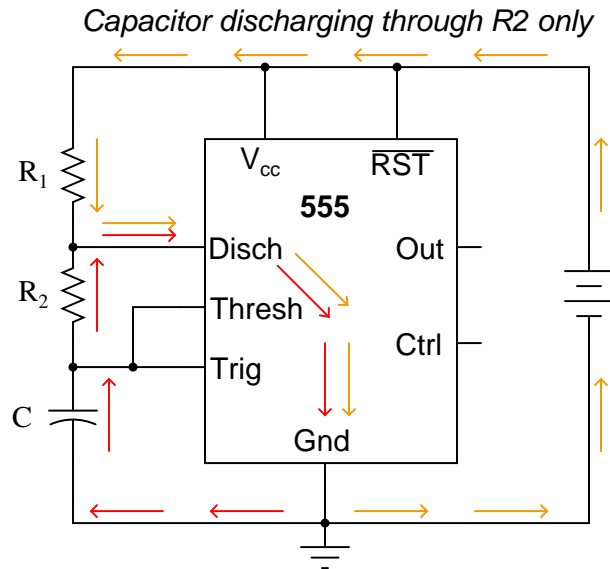 Capacitor discharging through R2 only
R1
Vcc
RST
555
Disch
Out
R2
Thresh
Ctrl
Trig
C
Gnd